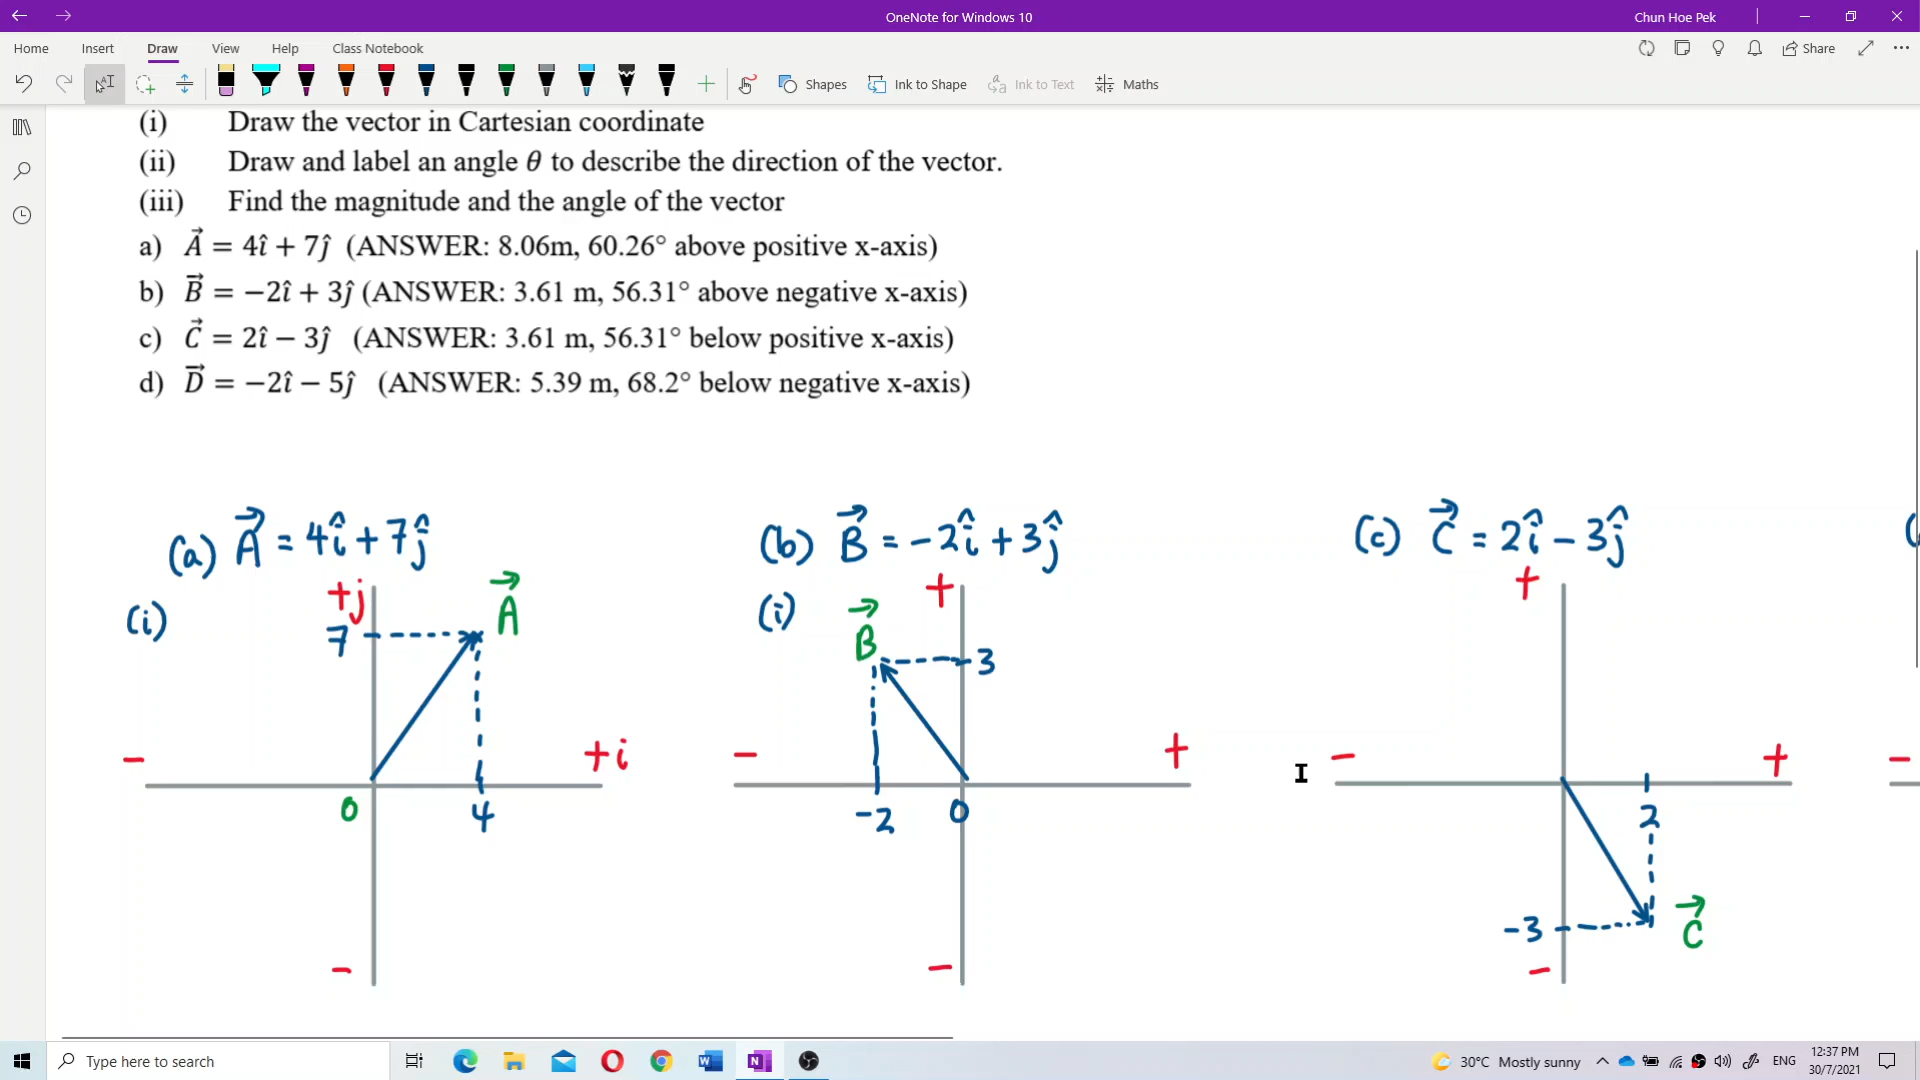 OneNote for Windows 10
Chun Hoe Pek
Home Insert Draw View Help Class Notebook
Share
Shapes Ink to Shape Ink to Text Maths
(i) Draw the vector in Cartesian coordinate
(ii) Draw and label an angle θ to describe the direction of the vector.
(iii) Find the magnitude and the angle of the vector
a) A⃗ = 4î + 7ĵ (ANSWER: 8.06m, 60.26° above positive x-axis)
b) B⃗ = −2î + 3ĵ (ANSWER: 3.61 m, 56.31° above negative x-axis)
c) C⃗ = 2î − 3ĵ (ANSWER: 3.61 m, 56.31° below positive x-axis)
d) D⃗ = −2î − 5ĵ (ANSWER: 5.39 m, 68.2° below negative x-axis)
(a) A⃗ = 4î + 7ĵ
(i)
+j
7
A⃗
- +i
0 4
-
(b) B⃗ = -2î + 3ĵ
(i)
+
B⃗
3
- +
-2 0
-
(c) C⃗ = 2î - 3ĵ
+
- +
2
-3
C⃗
-
(
-
Type here to search
30°C Mostly sunny
ENG
12:37 PM
30/7/2021